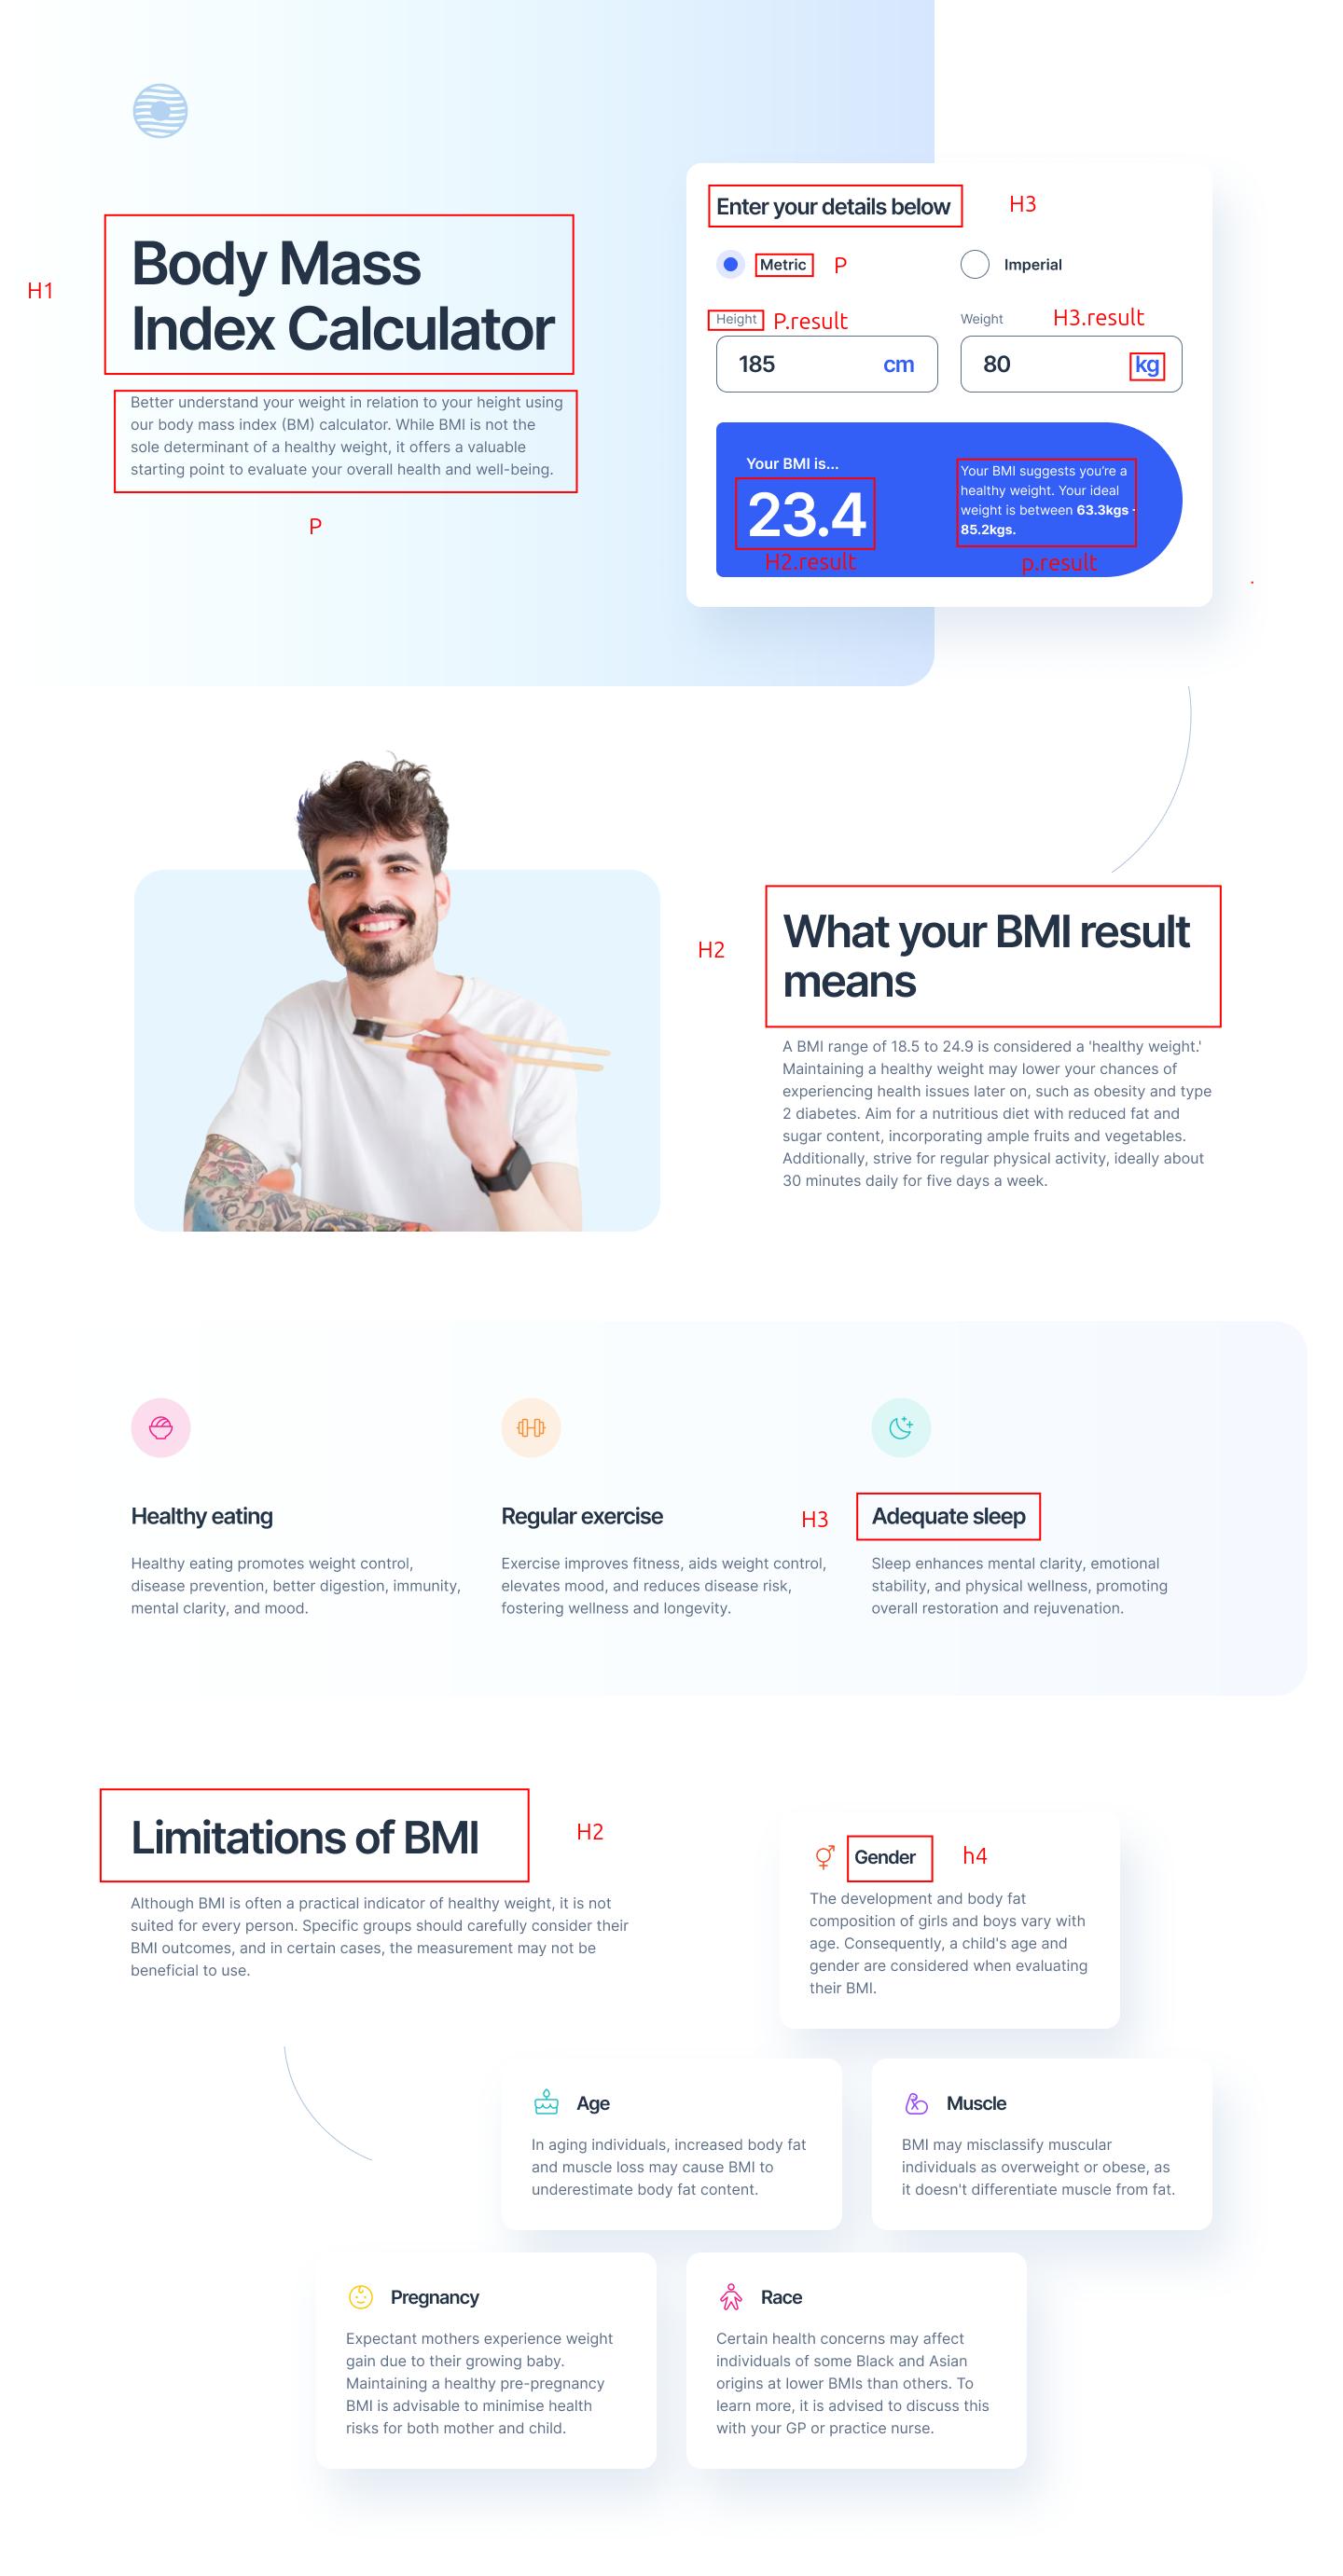 H1
Body Mass
Index Calculator
Better understand your weight in relation to your height using
our body mass index (BM) calculator. While BMI is not the
sole determinant of a healthy weight, it offers a valuable
starting point to evaluate your overall health and well-being.
P
Enter your details below
H3
Metric
P
Imperial
Height
P.result
Weight
H3.result
185
cm
80
kg
Your BMI is...
23.4
H2.result
Your BMI suggests you're a
healthy weight. Your ideal
weight is between 63.3kgs -
85.2kgs.
p.result
H2
What your BMI result
means
A BMI range of 18.5 to 24.9 is considered a 'healthy weight.'
Maintaining a healthy weight may lower your chances of
experiencing health issues later on, such as obesity and type
2 diabetes. Aim for a nutritious diet with reduced fat and
sugar content, incorporating ample fruits and vegetables.
Additionally, strive for regular physical activity, ideally about
30 minutes daily for five days a week.
Healthy eating
Healthy eating promotes weight control,
disease prevention, better digestion, immunity,
mental clarity, and mood.
Regular exercise
Exercise improves fitness, aids weight control,
elevates mood, and reduces disease risk,
fostering wellness and longevity.
H3
Adequate sleep
Sleep enhances mental clarity, emotional
stability, and physical wellness, promoting
overall restoration and rejuvenation.
Limitations of BMI
H2
Although BMI is often a practical indicator of healthy weight, it is not
suited for every person. Specific groups should carefully consider their
BMI outcomes, and in certain cases, the measurement may not be
beneficial to use.
Gender
h4
The development and body fat
composition of girls and boys vary with
age. Consequently, a child's age and
gender are considered when evaluating
their BMI.
Age
In aging individuals, increased body fat
and muscle loss may cause BMI to
underestimate body fat content.
Muscle
BMI may misclassify muscular
individuals as overweight or obese, as
it doesn't differentiate muscle from fat.
Pregnancy
Expectant mothers experience weight
gain due to their growing baby.
Maintaining a healthy pre-pregnancy
BMI is advisable to minimise health
risks for both mother and child.
Race
Certain health concerns may affect
individuals of some Black and Asian
origins at lower BMIs than others. To
learn more, it is advised to discuss this
with your GP or practice nurse.